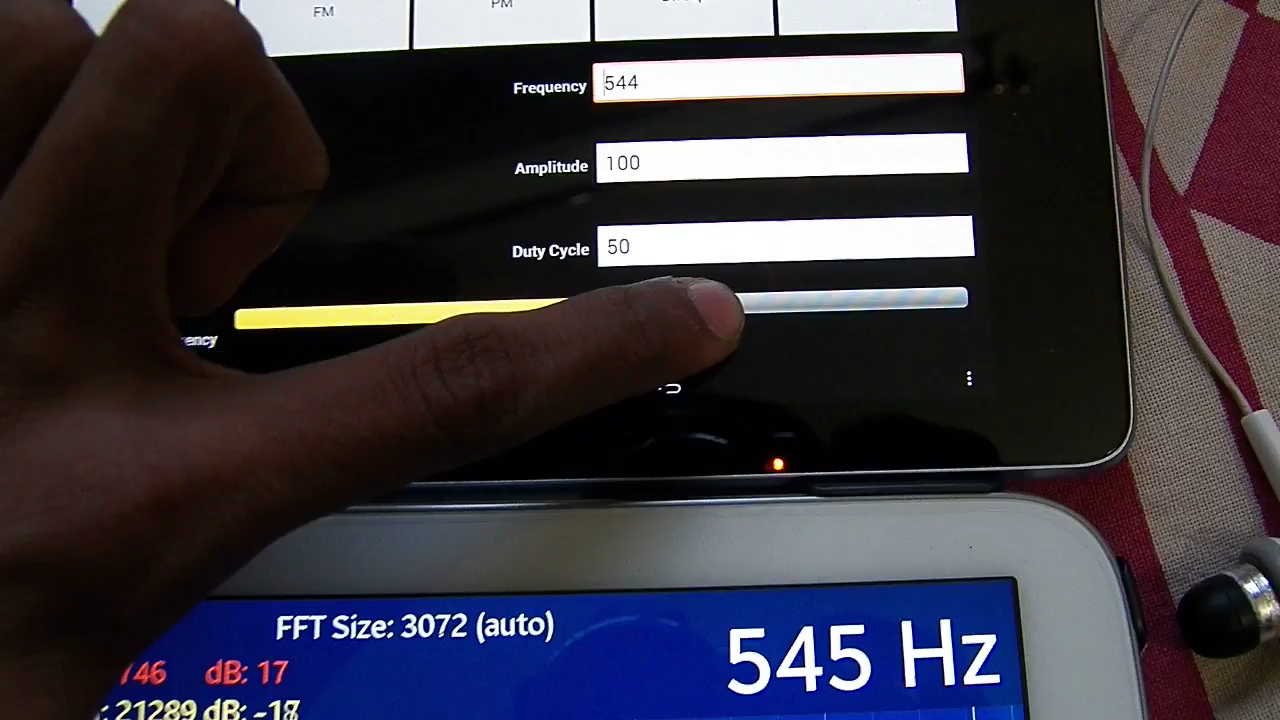 FM
PM
Frequency 544
Amplitude 100
Duty Cycle 50
ency
FFT Size: 3072 (auto)
545 Hz
746 dB: 17
: 21289 dB: -18